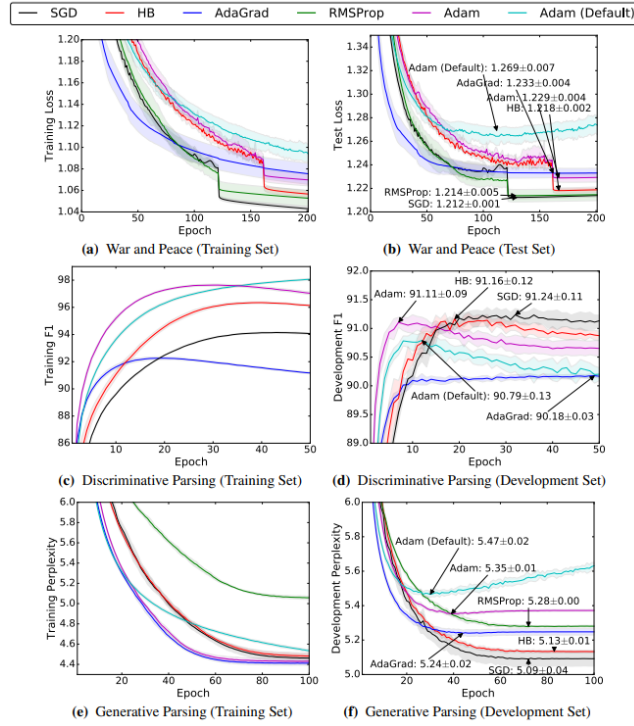 SGD HB AdaGrad RMSProp Adam Adam (Default)
1.20
1.18
1.16
1.14
1.12
1.10
1.08
1.06
1.04
Training Loss
0 50 100 150 200
Epoch
(a) War and Peace (Training Set)
1.34
1.32
1.30
1.28
1.26
1.24
1.22
1.20
Test Loss
Adam (Default): 1.269±0.007
AdaGrad: 1.233±0.004
Adam: 1.229±0.004
HB: 1.218±0.002
RMSProp: 1.214±0.005
SGD: 1.212±0.001
0 50 100 150 200
Epoch
(b) War and Peace (Test Set)
98
96
94
92
90
88
86
Training F1
10 20 30 40 50
Epoch
(c) Discriminative Parsing (Training Set)
92.0
91.5
91.0
90.5
90.0
89.5
89.0
Development F1
HB: 91.16±0.12
Adam: 91.11±0.09
SGD: 91.24±0.11
Adam (Default): 90.79±0.13
AdaGrad: 90.18±0.03
0 10 20 30 40 50
Epoch
(d) Discriminative Parsing (Development Set)
6.0
5.8
5.6
5.4
5.2
5.0
4.8
4.6
4.4
Training Perplexity
20 40 60 80 100
Epoch
(e) Generative Parsing (Training Set)
6.0
5.8
5.6
5.4
5.2
5.0
Development Perplexity
Adam (Default): 5.47±0.02
Adam: 5.35±0.01
RMSProp: 5.28±0.00
HB: 5.13±0.01
AdaGrad: 5.24±0.02
SGD: 5.09±0.04
20 40 60 80 100
Epoch
(f) Generative Parsing (Development Set)